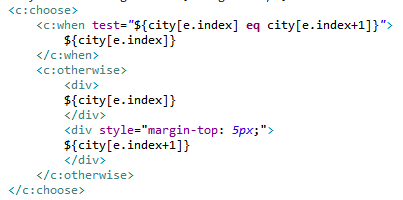 <c:choose>
<c:when test="${city[e.index] eq city[e.index+1]}">
${city[e.index]}
</c:when>
<c:otherwise>
<div>
${city[e.index]}
</div>
<div style="margin-top: 5px;">
${city[e.index+1]}
</div>
</c:otherwise>
</c:choose>